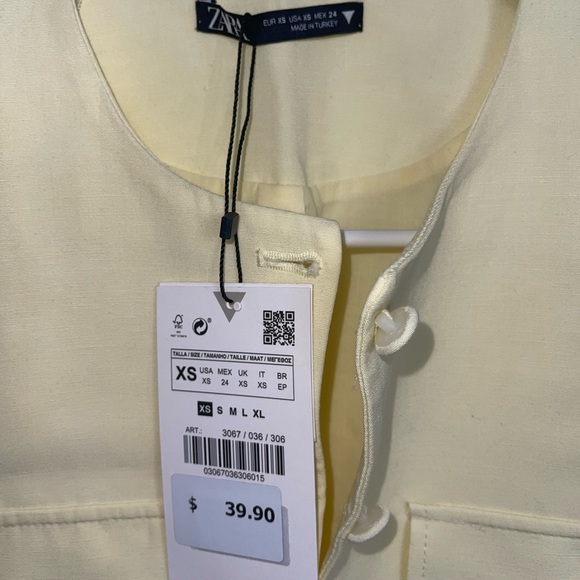 ZARA
EUR XS USA XS MEX 24
MADE IN TURKEY
FSC
TALLA / SIZE / TAMANHO / TAILLE / MAAT / ΜΕΓΕΘΟΣ
XS USA MEX UK IT BR
XS 24 XS XS EP
XS S M L XL
ART.: 3067 / 036 / 306
03067036306015
$ 39.90